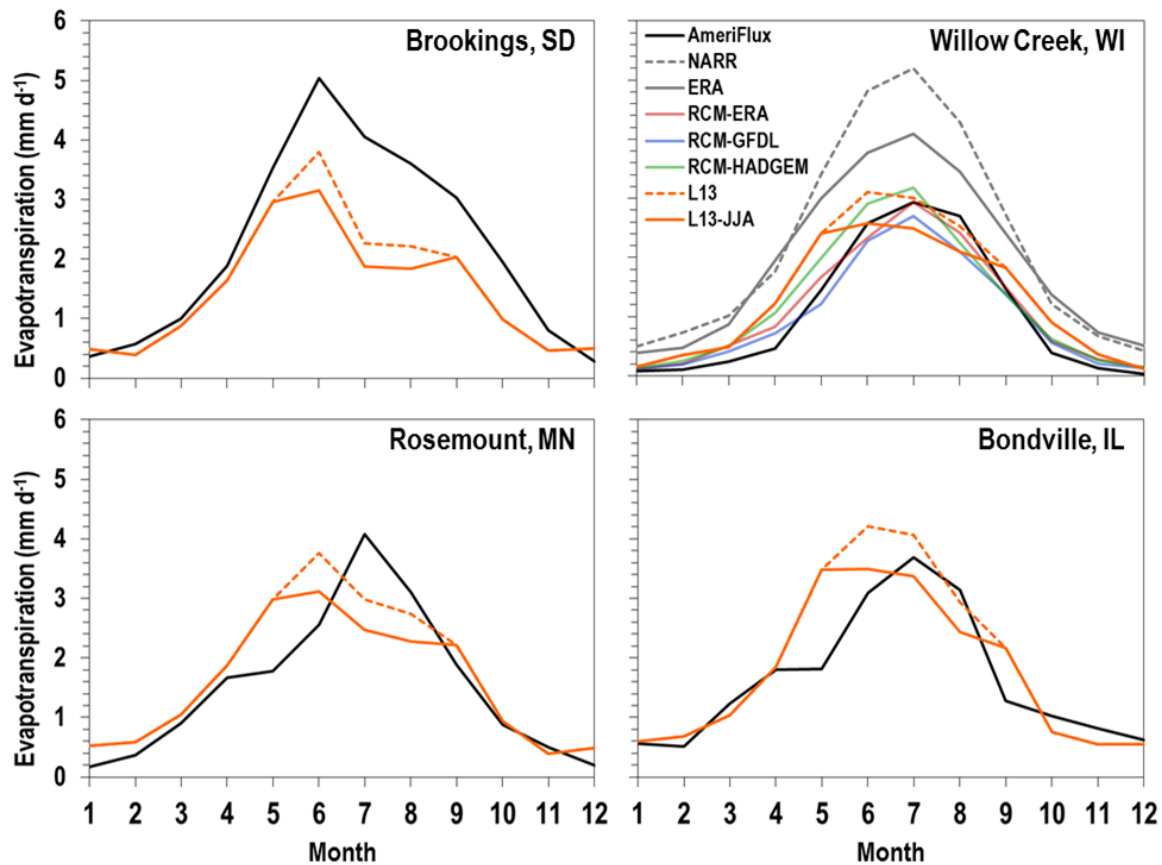 Brookings, SD
Evapotranspiration (mm d-1)
6
5
4
3
2
1
0
Willow Creek, WI
AmeriFlux
NARR
ERA
RCM-ERA
RCM-GFDL
RCM-HADGEM
L13
L13-JJA
Rosemount, MN
Evapotranspiration (mm d-1)
6
5
4
3
2
1
0
1 2 3 4 5 6 7 8 9 10 11 12
Month
Bondville, IL
1 2 3 4 5 6 7 8 9 10 11 12
Month